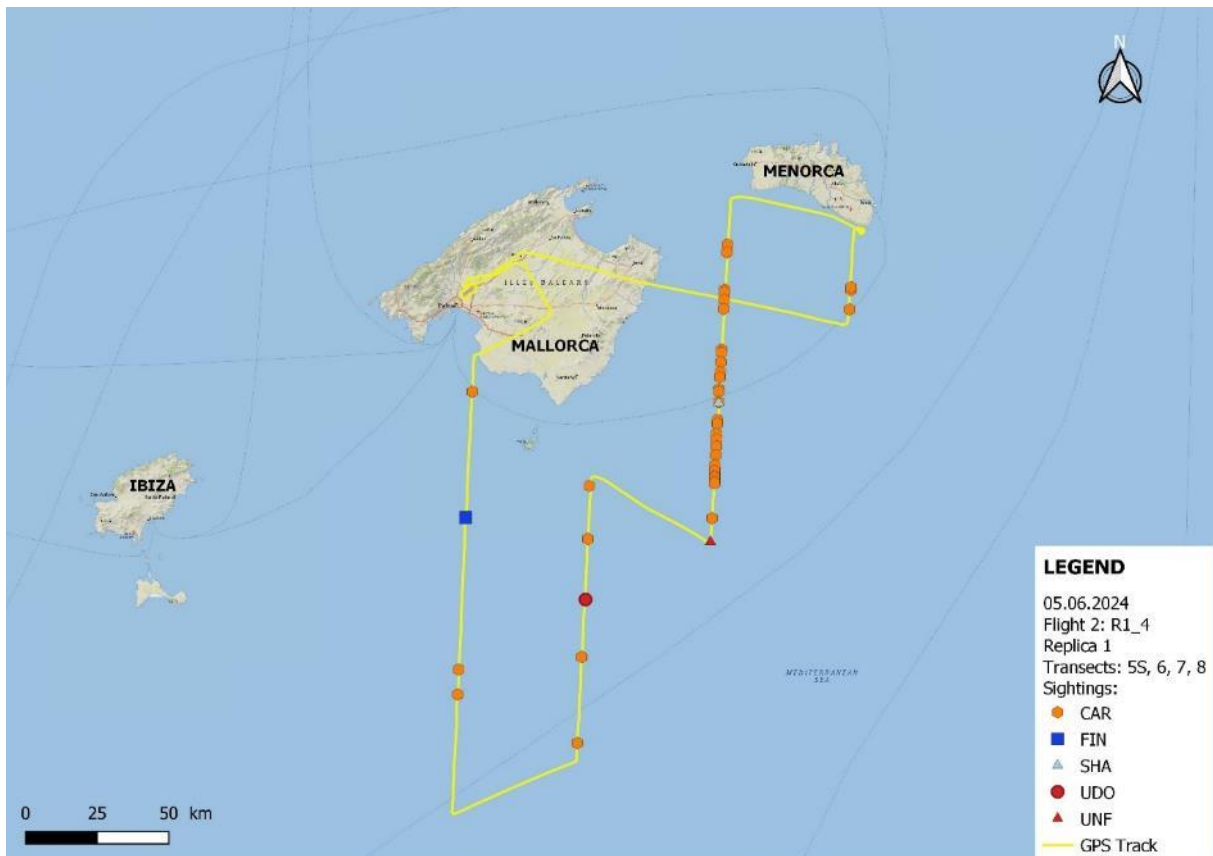 N
MENORCA
ILLES BALEARS
MALLORCA
IBIZA
MEDITERRANEAN
SEA
0 25 50 km
LEGEND
05.06.2024
Flight 2: R1_4
Replica 1
Transects: 5S, 6, 7, 8
Sightings:
CAR
FIN
SHA
UDO
UNF
GPS Track